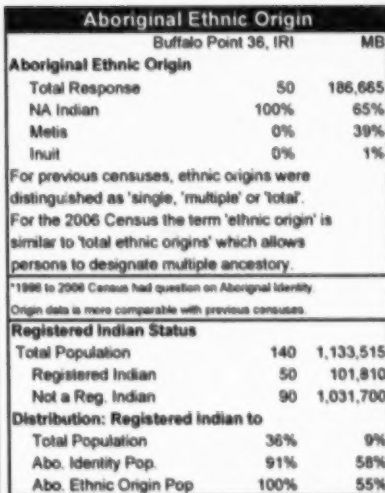 Aboriginal Ethnic Origin
Buffalo Point 36, IRI MB
Aboriginal Ethnic Origin
Total Response 50 186,685
NA Indian 100% 65%
Metis 0% 39%
Inuit 0% 1%
For previous censuses, ethnic origins were
distinguished as 'single, 'multiple' or 'total'.
For the 2006 Census the term 'ethnic origin' is
similar to 'total ethnic origins' which allows
persons to designate multiple ancestory.
*1996 to 2006 Census had question on Aboriginal Identity.
Origin data is more comparable with previous censuses.
Registered Indian Status
Total Population 140 1,133,515
Registered Indian 50 101,810
Not a Reg. Indian 90 1,031,700
Distribution: Registered Indian to
Total Population 36% 9%
Abo. Identity Pop. 91% 58%
Abo. Ethnic Origin Pop 100% 55%